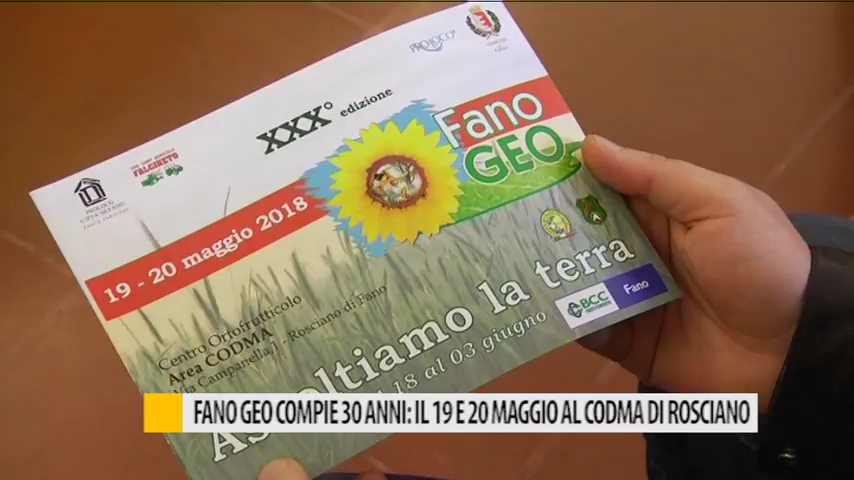 PROLOCO
XXX° edizione
FALCINETO
PROLOCO
Fano
GEO
19 - 20 maggio 2018
Centro Ortofrutticolo
Area CODMA
Via Campanella,1 - Rosciano di Fano
Ascoltiamo la terra
18 al 03 giugno
BCC
Fano
FANO GEO COMPIE 30 ANNI: IL 19 E 20 MAGGIO AL CODMA DI ROSCIANO